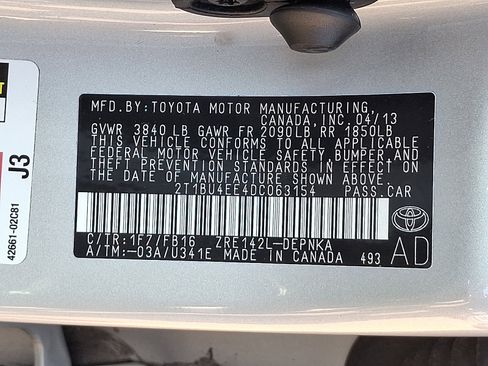 MFD.BY:TOYOTA MOTOR MANUFACTURING,
CANADA,INC.04/13
GVWR 3840LB GAWR FR 2090LB RR 1850LB
THIS VEHICLE CONFORMS TO ALL APPLICABLE
FEDERAL MOTOR VEHICLE SAFETY, BUMPER, AND
THEFT PREVENTION STANDARDS IN EFFECT ON
THE DATE OF MANUFACTURE SHOWN ABOVE.
2T1BU4EE4DC063154 PASS.CAR
C/TR:1F7/FB16 ZRE142L-DEPNKA
A/TM:-03A/U341E MADE IN CANADA 493
AD
J3
42661-02C81